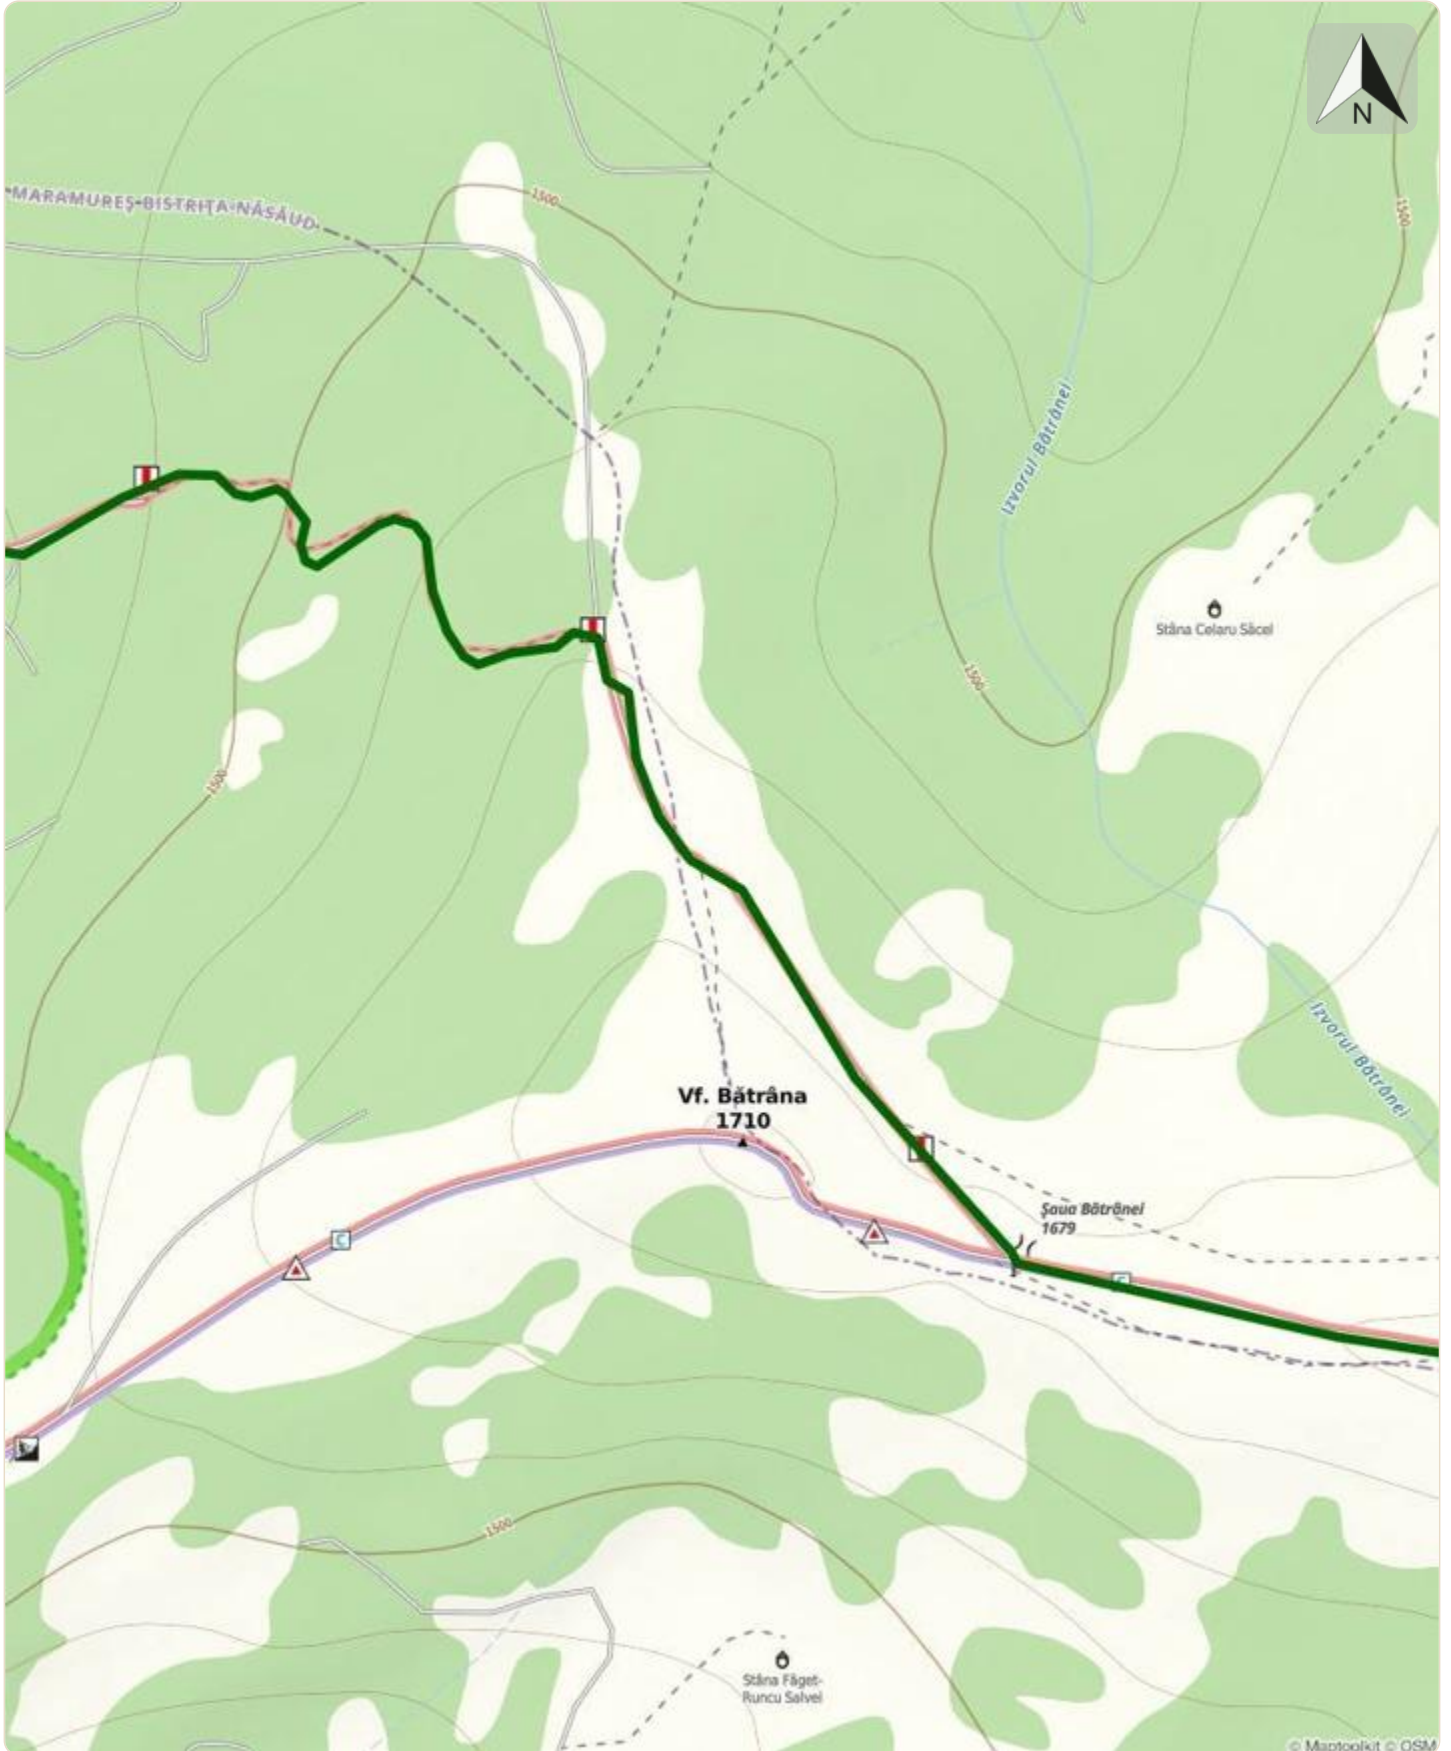 N
MARAMUREȘ-BISTRIȚA-NĂSĂUD
1500
1500
Izvorul Bătrânei
Stâna Celaru Săcel
1500
1500
Izvorul Bătrânei
Vf. Bătrâna
1710
Șaua Bătrânei
1679
C
C
1500
Stâna Făget-
Runcu Salvei
© Maptoolkit © OSM